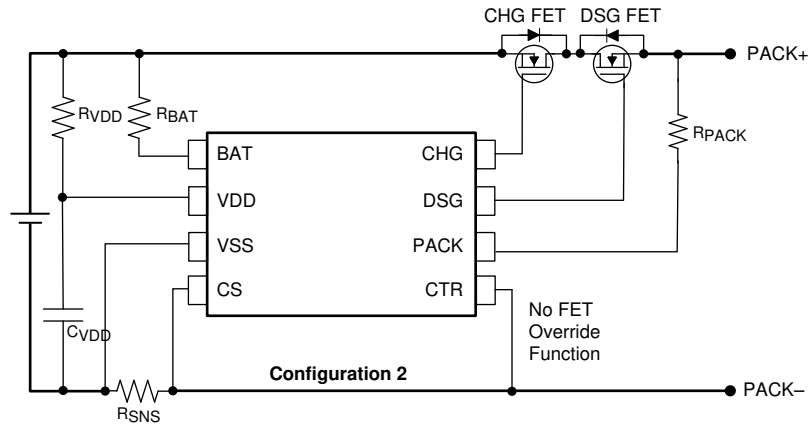 CHG FET DSG FET
PACK+
RVDD
RBAT
RPACK
BAT
CHG
VDD
DSG
VSS
PACK
CS
CTR
No FET
Override
Function
CVDD
Configuration 2
RSNS
PACK–